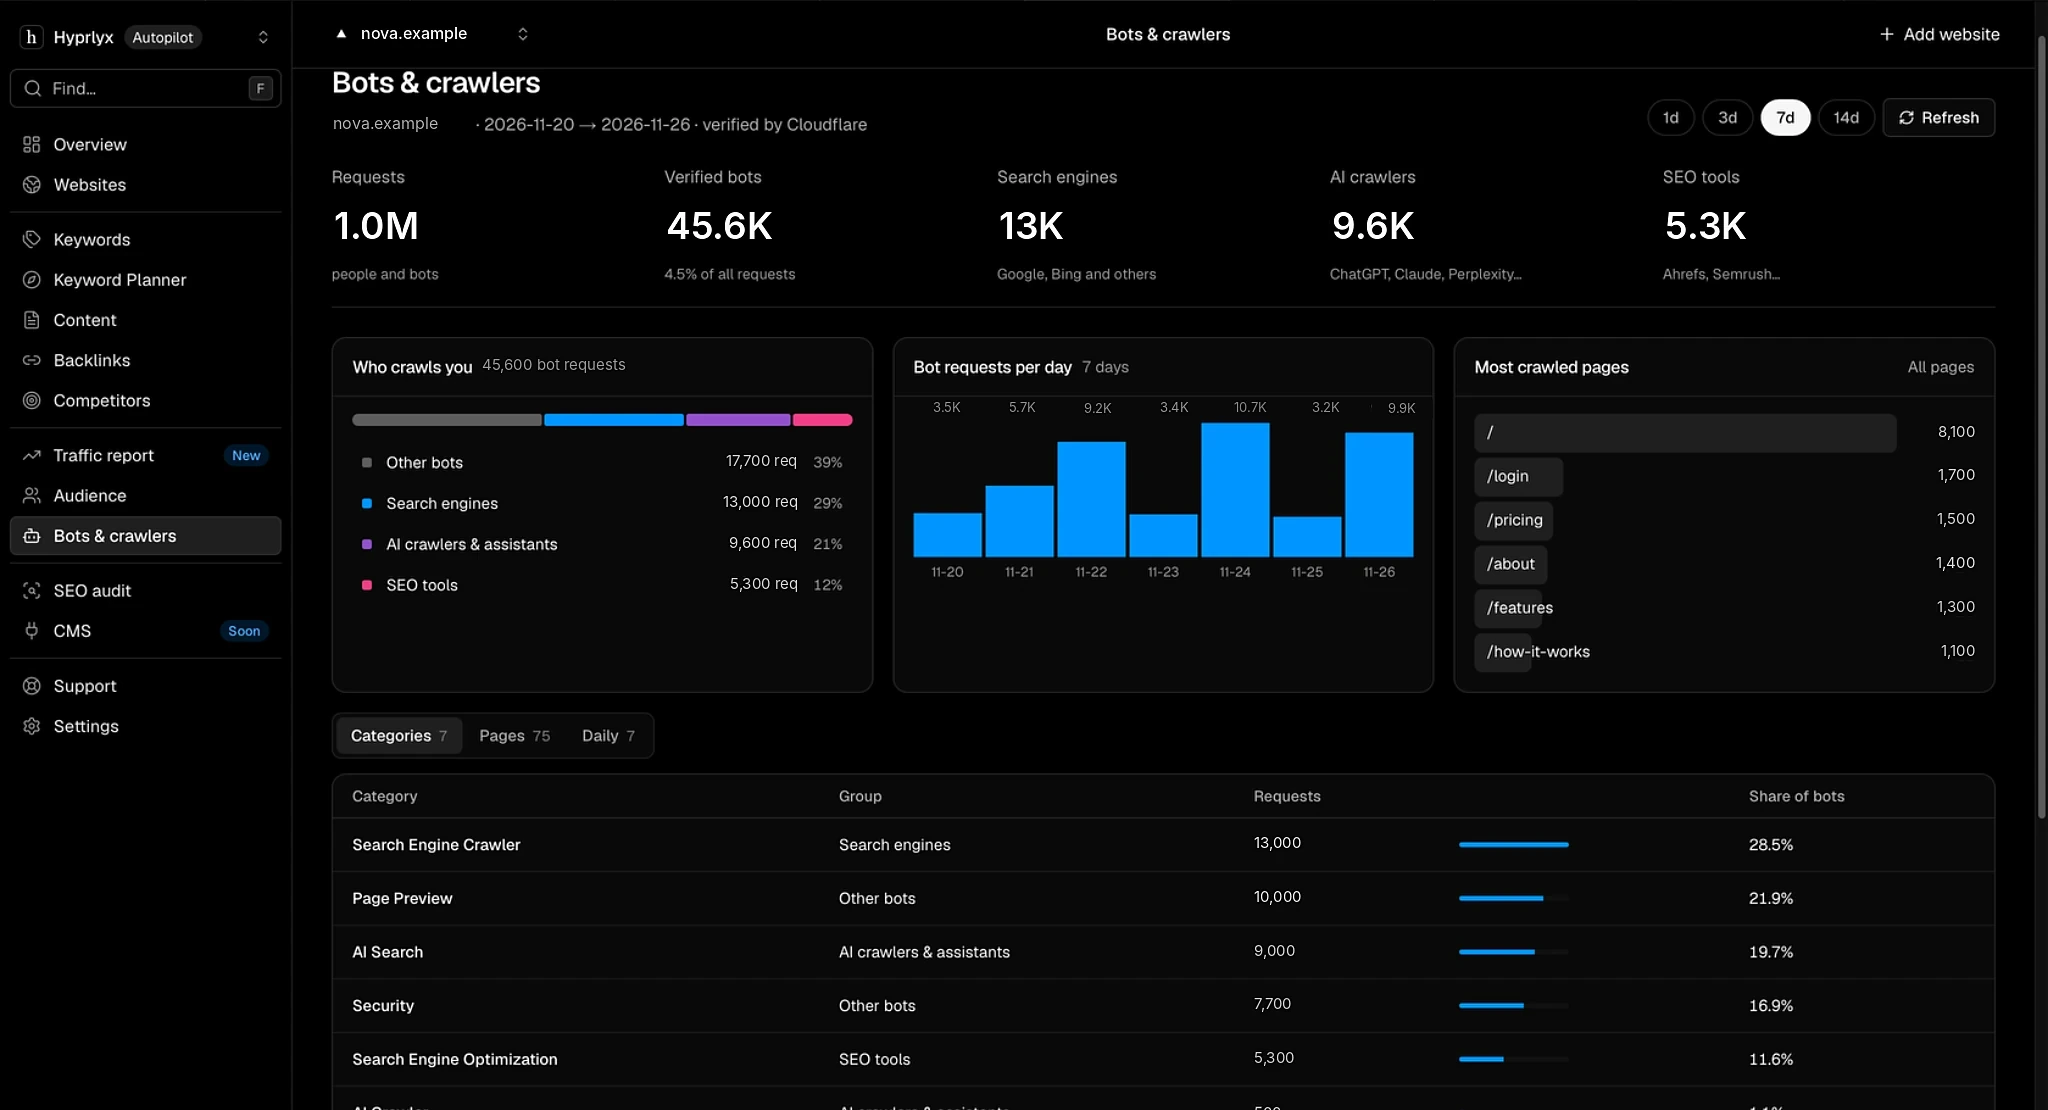 h Hyprlyx Autopilot
Find... F
Overview
Websites
Keywords
Keyword Planner
Content
Backlinks
Competitors
Traffic report New
Audience
Bots & crawlers
SEO audit
CMS Soon
Support
Settings
nova.example
Bots & crawlers
+ Add website
Bots & crawlers
nova.example · 2026-11-20 → 2026-11-26 · verified by Cloudflare
1d 3d 7d 14d Refresh
Requests
1.0M
people and bots
Verified bots
45.6K
4.5% of all requests
Search engines
13K
Google, Bing and others
AI crawlers
9.6K
ChatGPT, Claude, Perplexity...
SEO tools
5.3K
Ahrefs, Semrush...
Who crawls you 45,600 bot requests
Other bots 17,700 req 39%
Search engines 13,000 req 29%
AI crawlers & assistants 9,600 req 21%
SEO tools 5,300 req 12%
Bot requests per day 7 days
3.5K 5.7K 9.2K 3.4K 10.7K 3.2K 9.9K
11-20 11-21 11-22 11-23 11-24 11-25 11-26
Most crawled pages All pages
/ 8,100
/login 1,700
/pricing 1,500
/about 1,400
/features 1,300
/how-it-works 1,100
Categories 7 Pages 75 Daily 7
Category Group Requests Share of bots
Search Engine Crawler Search engines 13,000 28.5%
Page Preview Other bots 10,000 21.9%
AI Search AI crawlers & assistants 9,000 19.7%
Security Other bots 7,700 16.9%
Search Engine Optimization SEO tools 5,300 11.6%